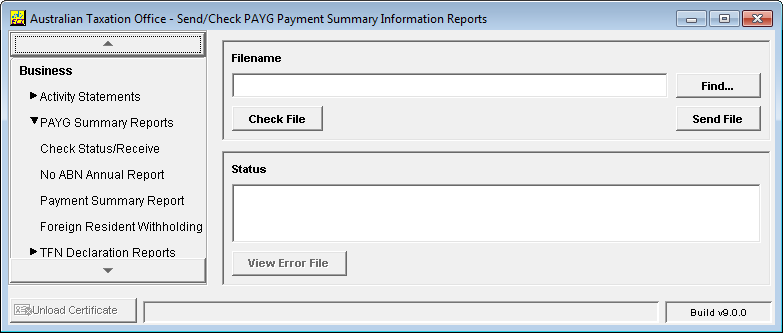 Australian Taxation Office - Send/Check PAYG Payment Summary Information Reports
Business
Activity Statements
PAYG Summary Reports
Check Status/Receive
No ABN Annual Report
Payment Summary Report
Foreign Resident Withholding
TFN Declaration Reports
Filename
Find...
Check File
Send File
Status
View Error File
Unload Certificate
Build v9.0.0